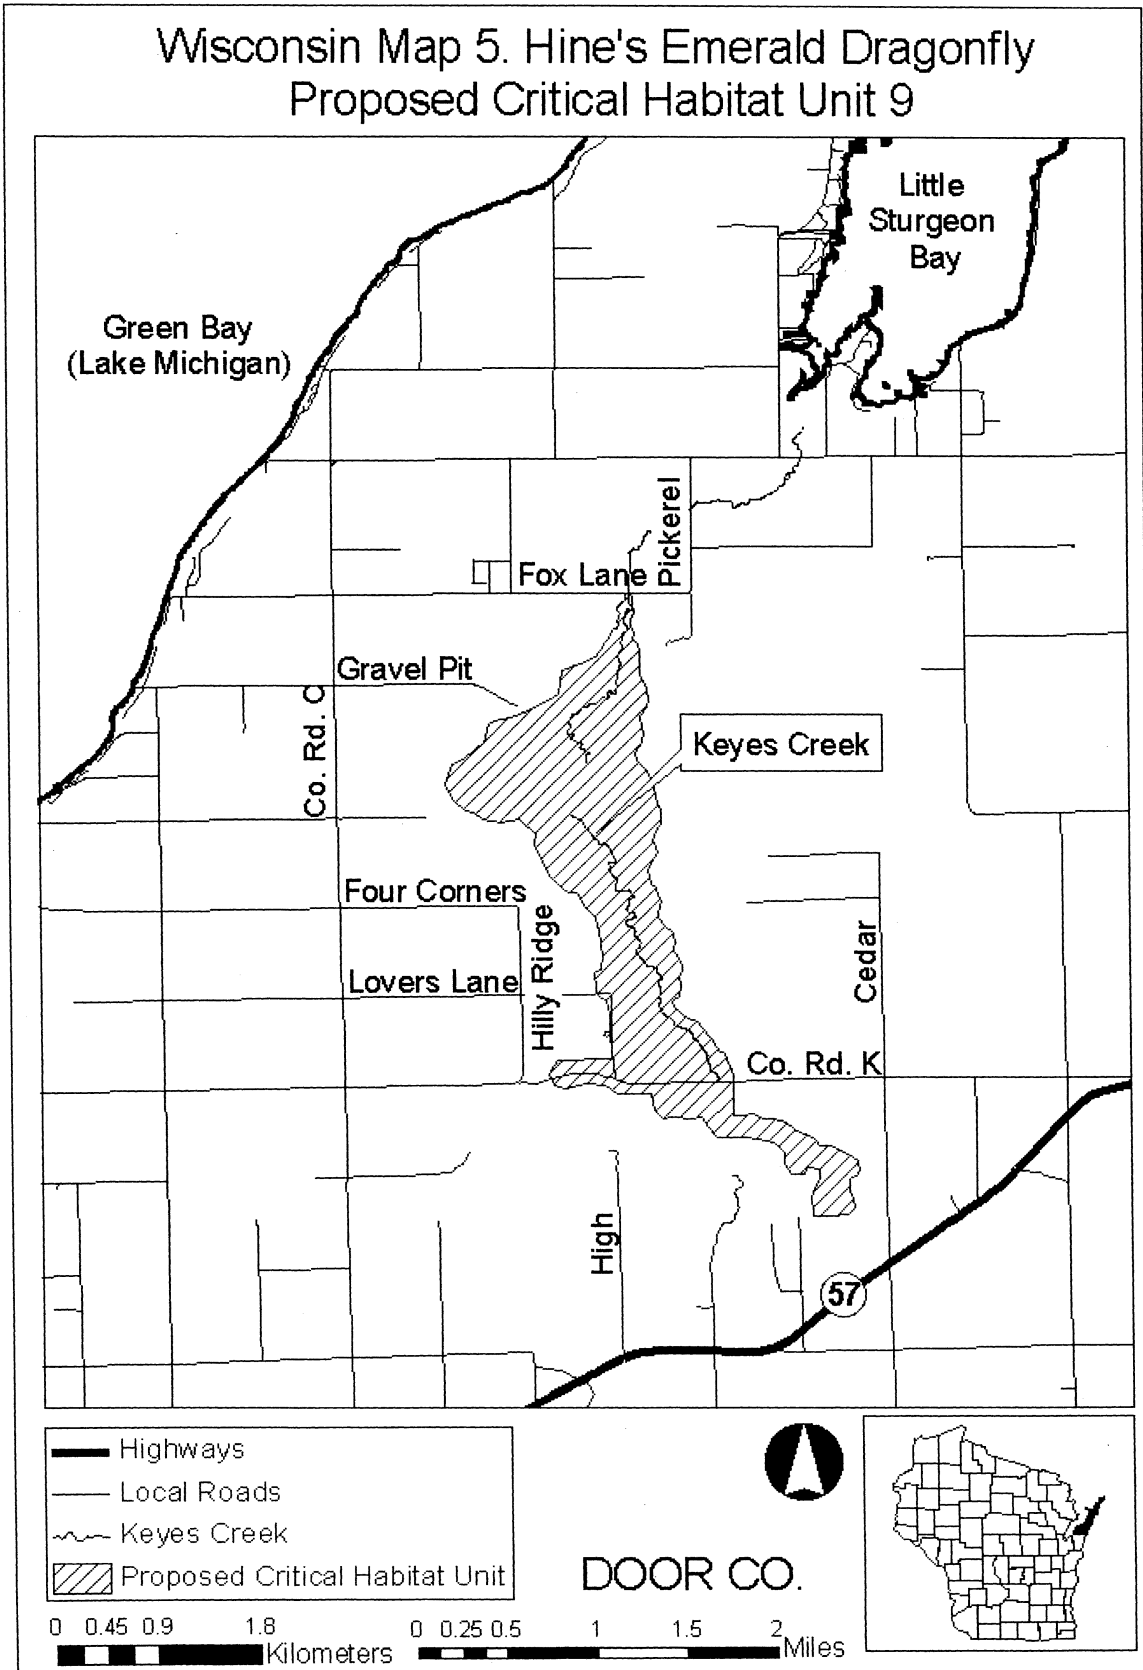 Wisconsin Map 5. Hine's Emerald Dragonfly
Proposed Critical Habitat Unit 9
Little
Sturgeon
Bay
Green Bay
(Lake Michigan)
Pickerel
Fox Lane
Gravel Pit
Co. Rd. C
Keyes Creek
Four Corners
Hilly Ridge
Cedar
Lovers Lane
Co. Rd. K
High
57
Highways
Local Roads
Keyes Creek
Proposed Critical Habitat Unit
DOOR CO.
0 0.45 0.9 1.8
Kilometers
0 0.25 0.5 1 1.5 2
Miles